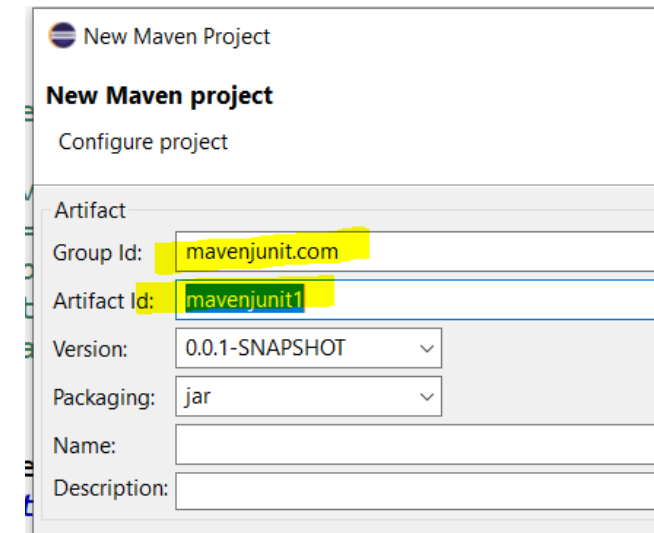 New Maven Project
New Maven project
Configure project
Artifact
Group Id: mavenjunit.com
Artifact Id: mavenjunit1
Version: 0.0.1-SNAPSHOT
Packaging: jar
Name:
Description: